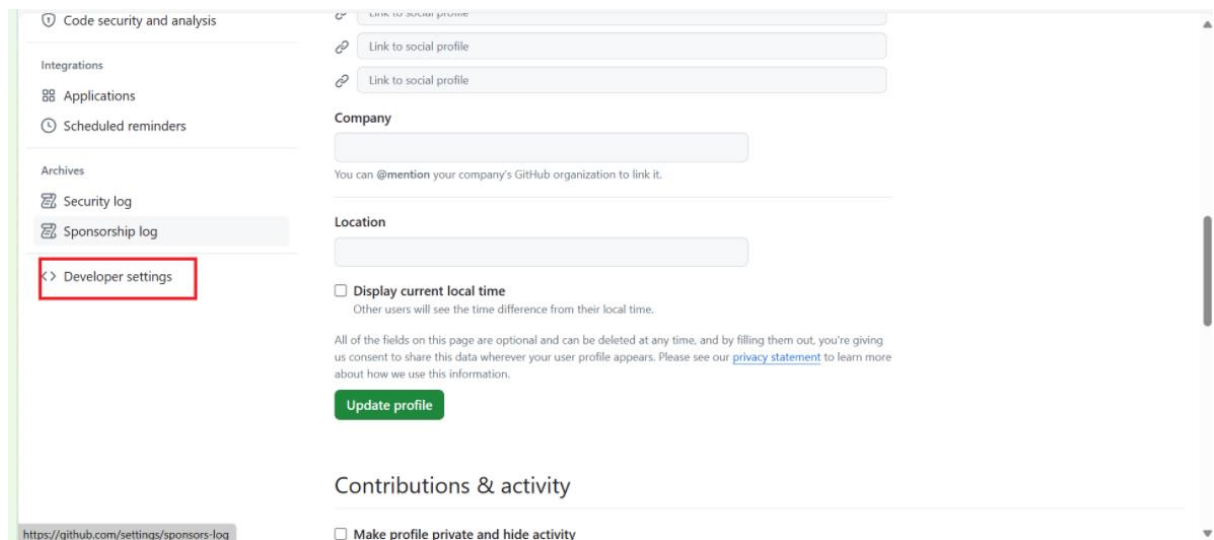 Code security and analysis
Integrations
Applications
Scheduled reminders
Archives
Security log
Sponsorship log
<> Developer settings
Link to social profile
Link to social profile
Link to social profile
Company
You can @mention your company's GitHub organization to link it.
Location
Display current local time
Other users will see the time difference from their local time.
All of the fields on this page are optional and can be deleted at any time, and by filling them out, you're giving
us consent to share this data wherever your user profile appears. Please see our privacy statement to learn more
about how we use this information.
Update profile
Contributions & activity
Make profile private and hide activity
https://github.com/settings/sponsors-log